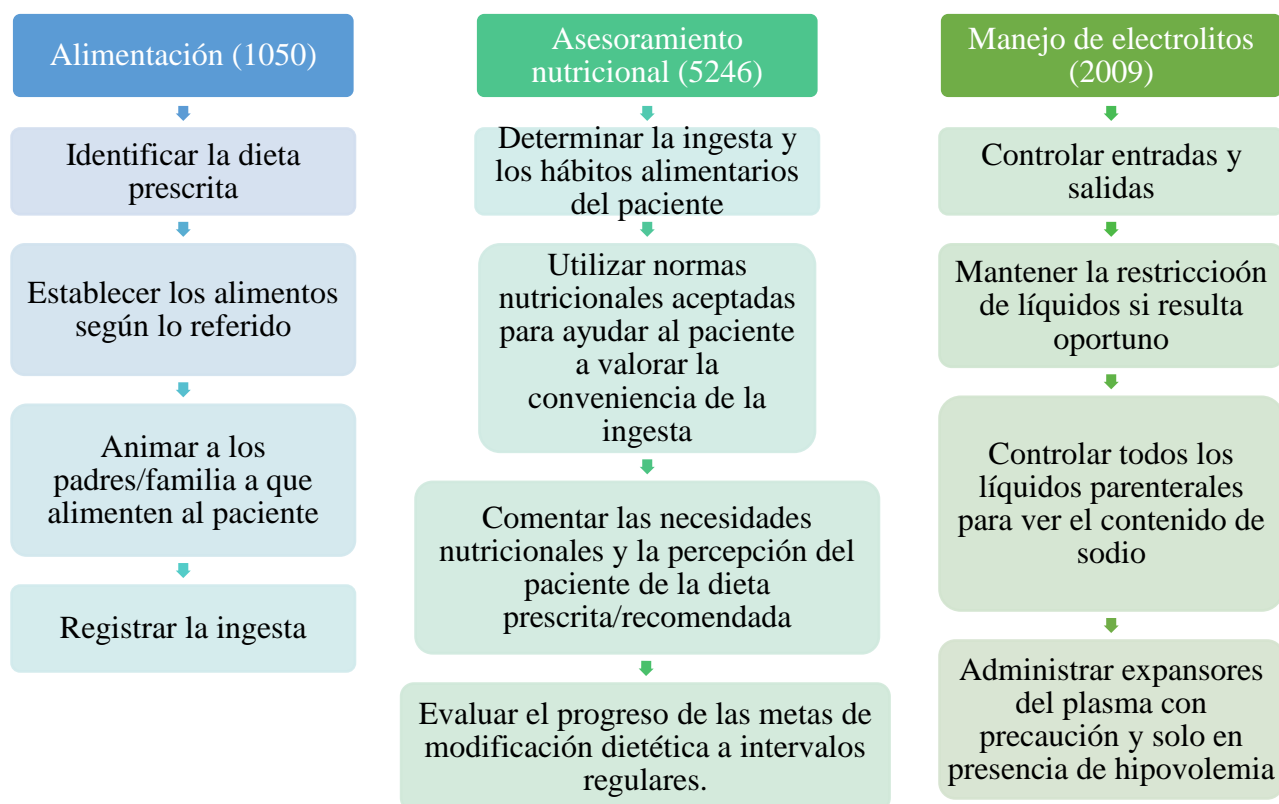 Alimentación (1050)
Identificar la dieta
prescrita
Establecer los alimentos
según lo referido
Animar a los
padres/familia a que
alimenten al paciente
Registrar la ingesta
Asesoramiento
nutricional (5246)
Determinar la ingesta y
los hábitos alimentarios
del paciente
Utilizar normas
nutricionales aceptadas
para ayudar al paciente
a valorar la
conveniencia de la
ingesta
Comentar las necesidades
nutricionales y la percepción del
paciente de la dieta
prescrita/recomendada
Evaluar el progreso de las metas de
modificación dietética a intervalos
regulares.
Manejo de electrolitos
(2009)
Controlar entradas y
salidas
Mantener la restriccioón
de líquidos si resulta
oportuno
Controlar todos los
líquidos parenterales
para ver el contenido de
sodio
Administrar expansores
del plasma con
precaución y solo en
presencia de hipovolemia